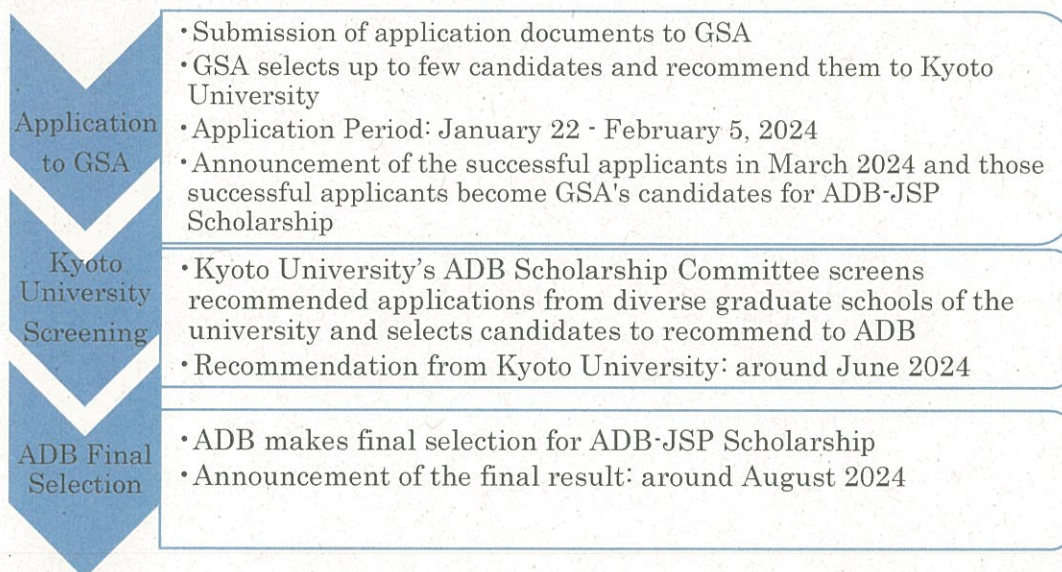 Application
to GSA
・Submission of application documents to GSA
・GSA selects up to few candidates and recommend them to Kyoto
University
・Application Period: January 22 - February 5, 2024
・Announcement of the successful applicants in March 2024 and those
successful applicants become GSA's candidates for ADB-JSP
Scholarship
Kyoto
University
Screening
・Kyoto University's ADB Scholarship Committee screens
recommended applications from diverse graduate schools of the
university and selects candidates to recommend to ADB
・Recommendation from Kyoto University: around June 2024
ADB Final
Selection
・ADB makes final selection for ADB-JSP Scholarship
・Announcement of the final result: around August 2024